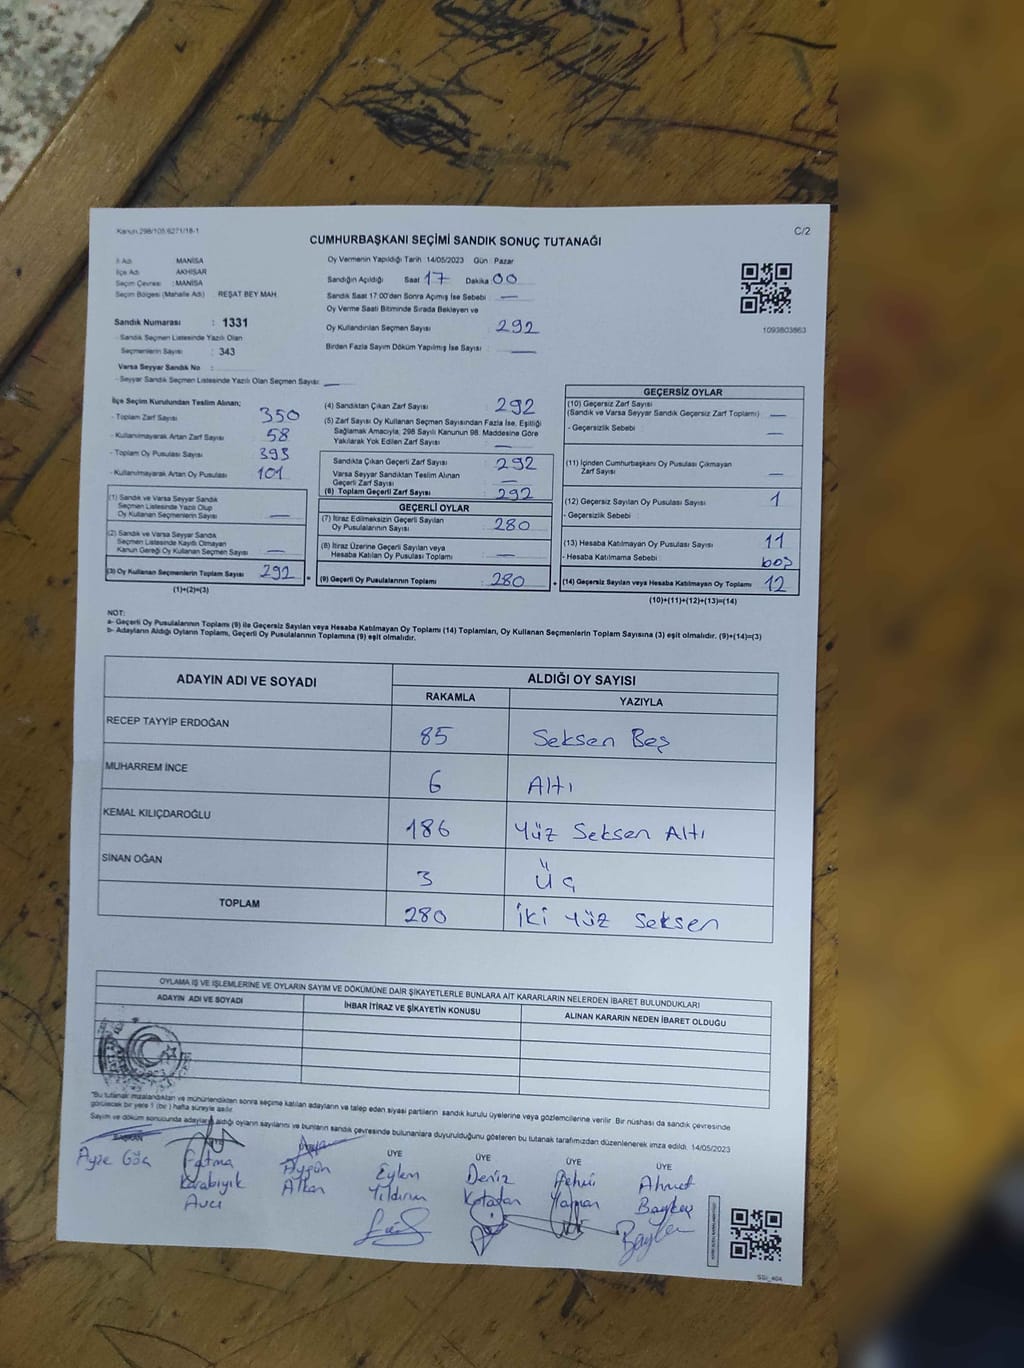 Kanun 298/105:6271/18-1
C/2
CUMHURBAŞKANI SEÇİMİ SANDIK SONUÇ TUTANAĞI
İl Adı MANİSA
İlçe Adı AKHİSAR
Seçim Çevresi : MANİSA
Seçim Bölgesi (Mahalle Adı) REŞAT BEY MAH.
Sandık Numarası : 1331
- Sandık Seçmen Listesinde Yazılı Olan
Seçmenlerin Sayısı : 343
Varsa Seyyar Sandık No :
- Seyyar Sandık Seçmen Listesinde Yazılı Olan Seçmen Sayısı: —
Oy Vermenin Yapıldığı Tarih 14/05/2023 Gün Pazar
Sandığın Açıldığı Saat 17 Dakika 00
Sandık Saat 17:00'den Sonra Açımış İse Sebebi —
Oy Verme Saati Bitiminde Sırada Bekleyen ve
Oy Kullandırılan Seçmen Sayısı 292
Birden Fazla Sayım Döküm Yapılmış İse Sayısı —
1093803863
İlçe Seçim Kurulundan Teslim Alınan;
- Toplam Zarf Sayısı 350
- Kullanılmayarak Artan Zarf Sayısı 58
- Toplam Oy Pusulası Sayısı 393
- Kullanılmayarak Artan Oy Pusulası 101
(1) Sandık ve Varsa Seyyar Sandık
Seçmen Listesinde Yazılı Olup
Oy Kullanan Seçmenlerin Sayısı —
(2) Sandık ve Varsa Seyyar Sandık
Seçmen Listesinde Kayıtlı Olmayan
Kanun Gereği Oy Kullanan Seçmen Sayısı —
(3) Oy Kullanan Seçmenlerin Toplam Sayısı 292
(1)+(2)=(3)
(4) Sandıktan Çıkan Zarf Sayısı 292
(5) Zarf Sayısı Oy Kullanan Seçmen Sayısından Fazla İse, Eşitliği
Sağlamak Amacıyla; 298 Sayılı Kanunun 98. Maddesine Göre
Yakılarak Yok Edilen Zarf Sayısı —
Sandıkta Çıkan Geçerli Zarf Sayısı 292
Varsa Seyyar Sandıktan Teslim Alınan
Geçerli Zarf Sayısı —
(6) Toplam Geçerli Zarf Sayısı 292
GEÇERLİ OYLAR
(7) İtiraz Edilmeksizin Geçerli Sayılan
Oy Pusulalarının Sayısı 280
(8) İtiraz Üzerine Geçerli Sayılan veya
Hesaba Katılan Oy Pusulası Toplamı —
(9) Geçerli Oy Pusulalarının Toplamı 280
GEÇERSİZ OYLAR
(10) Geçersiz Zarf Sayısı
(Sandık ve Varsa Seyyar Sandık Geçersiz Zarf Toplamı) —
- Geçersizlik Sebebi : —
(11) İçinden Cumhurbaşkanı Oy Pusulası Çıkmayan
Zarf Sayısı —
(12) Geçersiz Sayılan Oy Pusulası Sayısı 1
- Geçersizlik Sebebi
(13) Hesaba Katılmayan Oy Pusulası Sayısı 11
- Hesaba Katılmama Sebebi : boş
(14) Geçersiz Sayılan veya Hesaba Katılmayan Oy Toplamı 12
(10)+(11)+(12)+(13)=(14)
NOT:
a- Geçerli Oy Pusulalarının Toplamı (9) ile Geçersiz Sayılan veya Hesaba Katılmayan Oy Toplamı (14) Toplamları, Oy Kullanan Seçmenlerin Toplam Sayısına (3) eşit olmalıdır. (9)+(14)=(3)
b- Adayların Aldığı Oyların Toplamı, Geçerli Oy Pusulalarının Toplamına (9) eşit olmalıdır.
ADAYIN ADI VE SOYADI
ALDIĞI OY SAYISI
RAKAMLA YAZIYLA
RECEP TAYYİP ERDOĞAN 85 Seksen Beş
MUHARREM İNCE 6 Altı
KEMAL KILIÇDAROĞLU 186 Yüz Seksen Altı
SİNAN OĞAN 3 Üç
TOPLAM 280 İki Yüz Seksen
OYLAMA İŞ VE İŞLEMLERİNE VE OYLARIN SAYIM VE DÖKÜMÜNE DAİR ŞİKAYETLERLE BUNLARA AİT KARARLARIN NELERDEN İBARET BULUNDUKLARI
ADAYIN ADI VE SOYADI İHBAR İTİRAZ VE ŞİKAYETİN KONUSU ALINAN KARARIN NEDEN İBARET OLDUĞU
"Bu tutanak imzalandıktan ve mühürlendikten sonra seçime katılan adayların ve talep eden siyasi partilerin sandık kurulu üyelerine veya gözlemcilerine verilir. Bir nüshası da sandık çevresinde
görülecek bir yere 1 (bir) hafta süreyle asılır.
Sayım ve döküm sonucunda adayların aldığı oyların sayılarını ve bunların sandık çevresinde bulunanlara duyurulduğunu gösteren bu tutanak tarafımızdan düzenlenerek imza edildi. 14/05/2023
BAŞKAN ÜYE ÜYE ÜYE ÜYE
Ayşe Fatma Aygün Eylem Deniz Ahmet
Karabıyık Yıldırım
Avcı